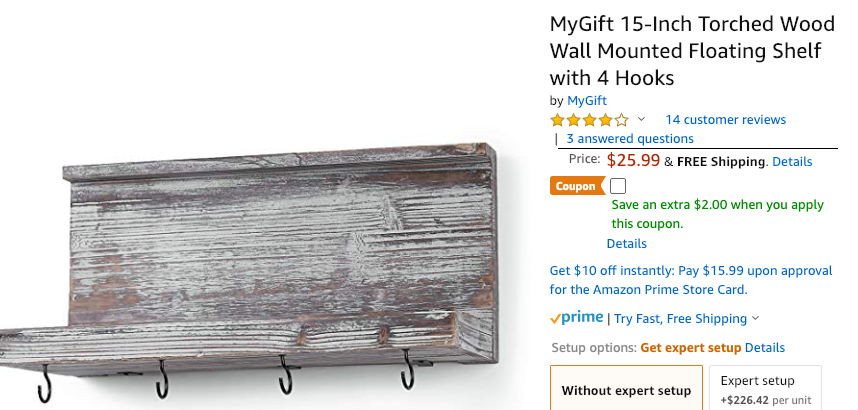 MyGift 15-Inch Torched Wood
Wall Mounted Floating Shelf
with 4 Hooks
by MyGift
14 customer reviews
| 3 answered questions
Price: $25.99 & FREE Shipping. Details
Coupon
Save an extra $2.00 when you apply
this coupon.
Details
Get $10 off instantly: Pay $15.99 upon approval
for the Amazon Prime Store Card.
prime | Try Fast, Free Shipping
Setup options: Get expert setup Details
Without expert setup
Expert setup
+$226.42 per unit